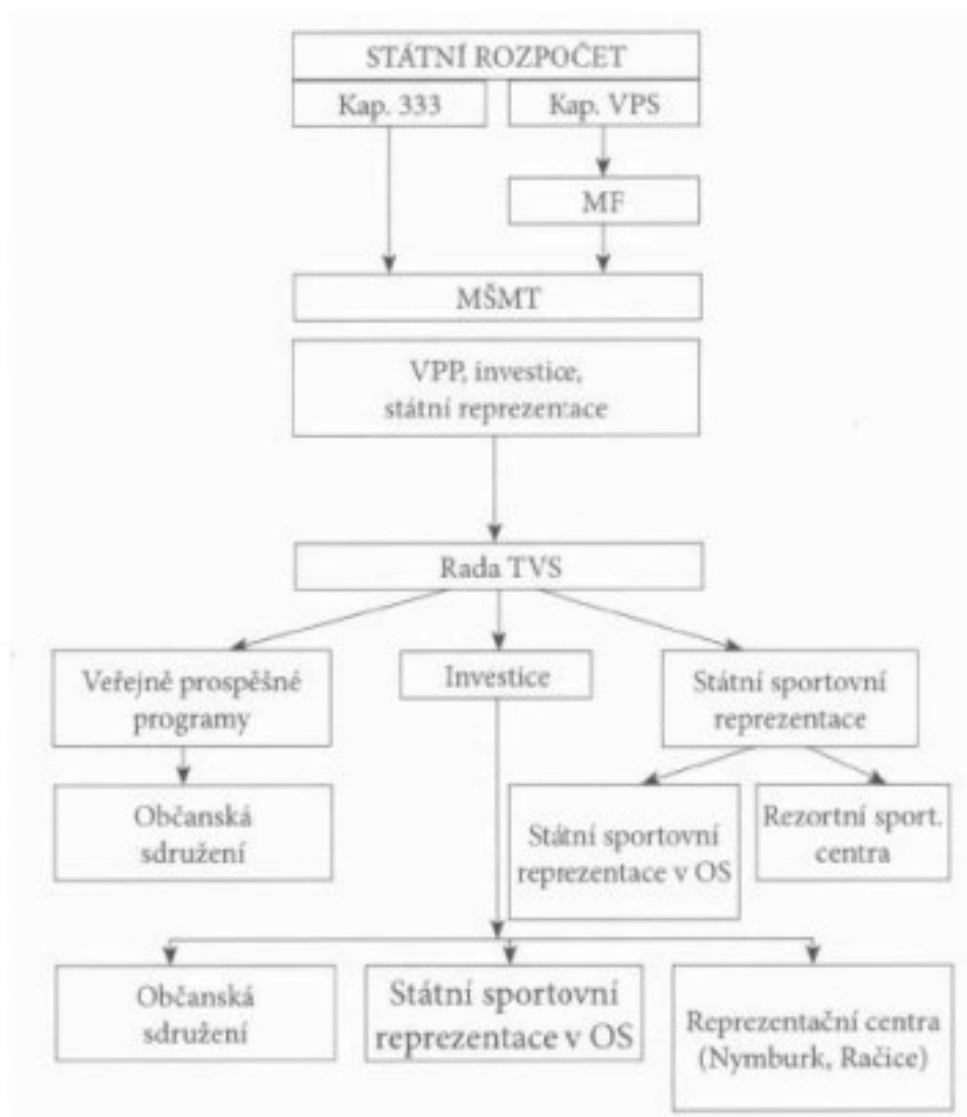 STÁTNÍ ROZPOČET
Kap. 333
Kap. VPS
MF
MŠMT
VPP, investice,
státní reprezentace
Rada TVS
Veřejně prospěšné
programy
Investice
Státní sportovní
reprezentace
Občanská
sdružení
Státní sportovní
reprezentace v OS
Rezortní sport.
centra
Občanská
sdružení
Státní sportovní
reprezentace v OS
Reprezentační centra
(Nymburk, Račice)